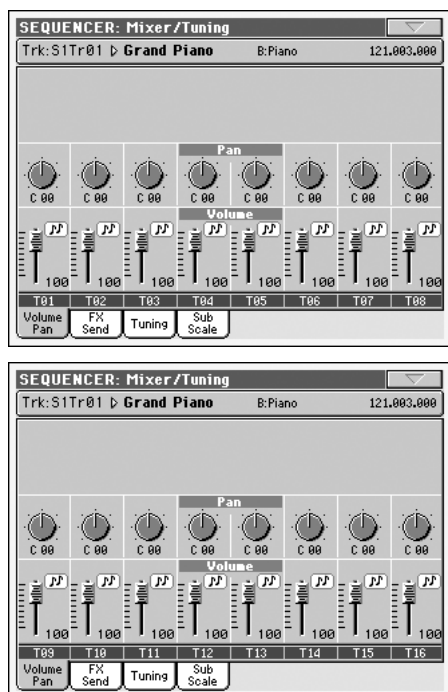 SEQUENCER: Mixer/Tuning
Trk:S1Tr01 ▷ Grand Piano B:Piano 121.003.000
Pan
C 00 C 00 C 00 C 00 C 00 C 00 C 00 C 00
Volume
100 100 100 100 100 100 100 100
T01 T02 T03 T04 T05 T06 T07 T08
Volume Pan FX Send Tuning Sub Scale
SEQUENCER: Mixer/Tuning
Trk:S1Tr01 ▷ Grand Piano B:Piano 121.003.000
Pan
C 00 C 00 C 00 C 00 C 00 C 00 C 00 C 00
Volume
100 100 100 100 100 100 100 100
T09 T10 T11 T12 T13 T14 T15 T16
Volume Pan FX Send Tuning Sub Scale